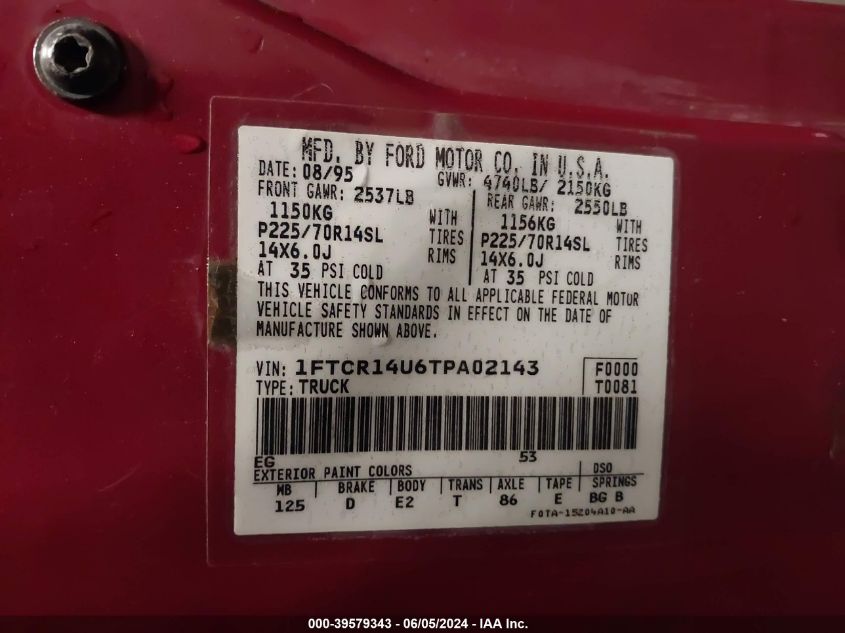 MFD. BY FORD MOTOR CO. IN U.S.A.
DATE: 08/95 GVWR: 4740LB/ 2150KG
FRONT GAWR: 2537LB REAR GAWR: 2550LB
1150KG WITH 1156KG WITH
P225/70R14SL TIRES P225/70R14SL TIRES
14X6.0J RIMS 14X6.0J RIMS
AT 35 PSI COLD AT 35 PSI COLD
THIS VEHICLE CONFORMS TO ALL APPLICABLE FEDERAL MOTOR
VEHICLE SAFETY STANDARDS IN EFFECT ON THE DATE OF
MANUFACTURE SHOWN ABOVE.
VIN: 1FTCR14U6TPA02143 F0000
TYPE: TRUCK T0081
EG 53
EXTERIOR PAINT COLORS DSO
WB BRAKE BODY TRANS AXLE TAPE SPRINGS
125 D E2 T 86 E BG B
F0TA-15204A10-AA
000-39579343 - 06/05/2024 - IAA Inc.